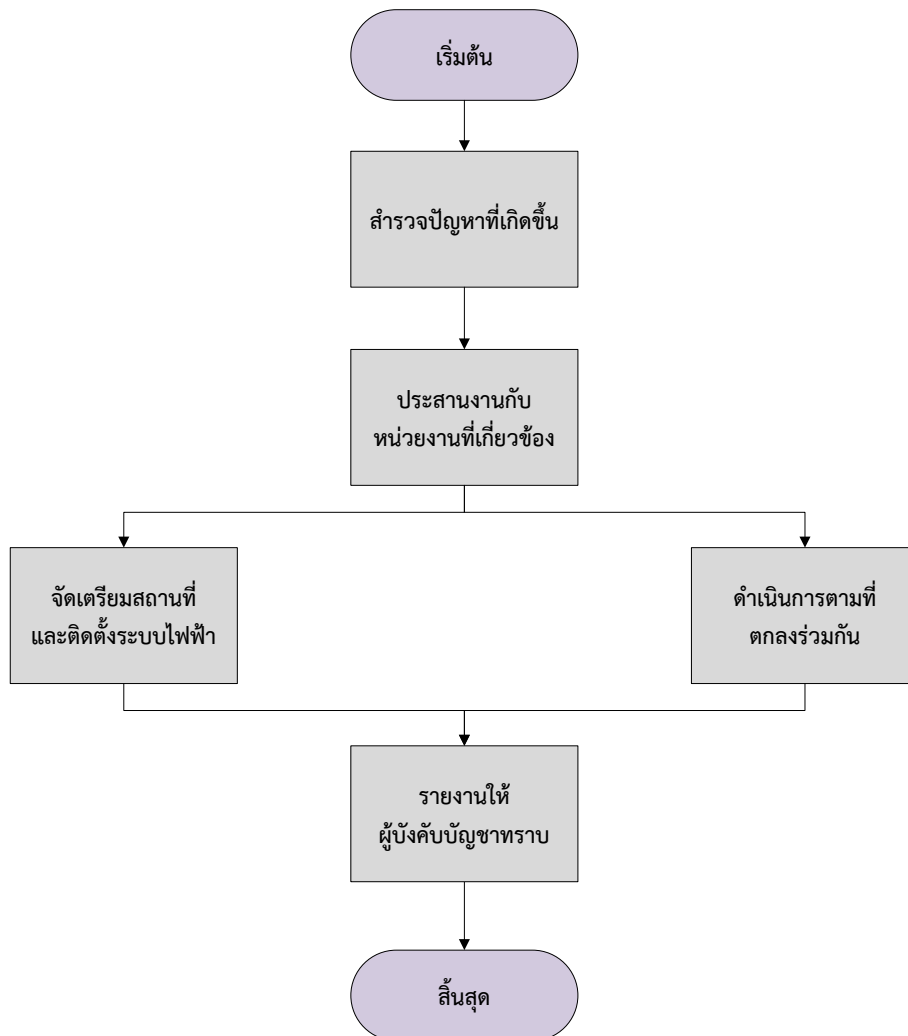 เริ่มต้น
สำรวจปัญหาที่เกิดขึ้น
ประสานงานกับ
หน่วยงานที่เกี่ยวข้อง
จัดเตรียมสถานที่
และติดตั้งระบบไฟฟ้า
ดำเนินการตามที่
ตกลงร่วมกัน
รายงานให้
ผู้บังคับบัญชาทราบ
สิ้นสุด